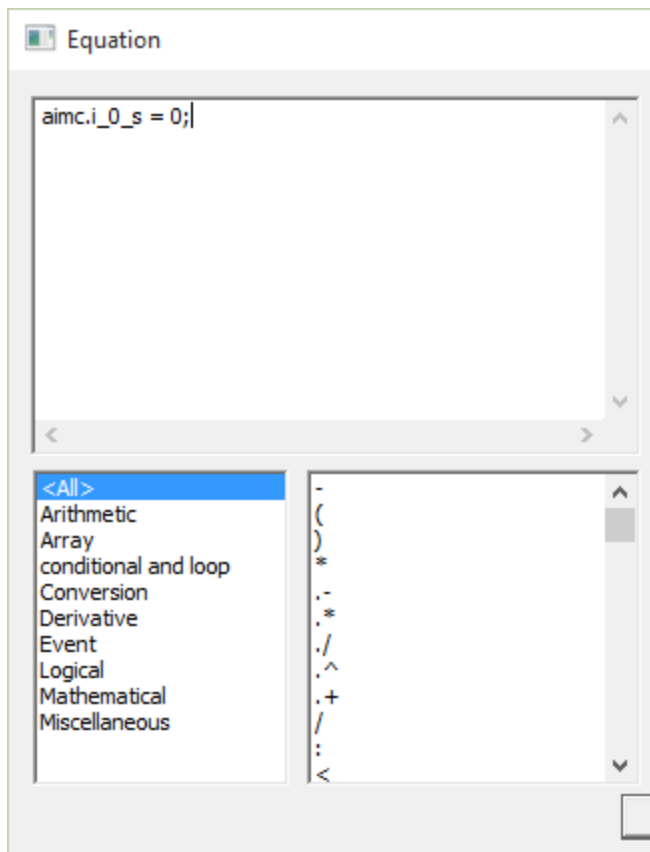 Equation
aimc.i_0_s = 0;
<All>
Arithmetic
Array
conditional and loop
Conversion
Derivative
Event
Logical
Mathematical
Miscellaneous
-
(
)
*
.-
.*
./
.^
.+
/
:
<